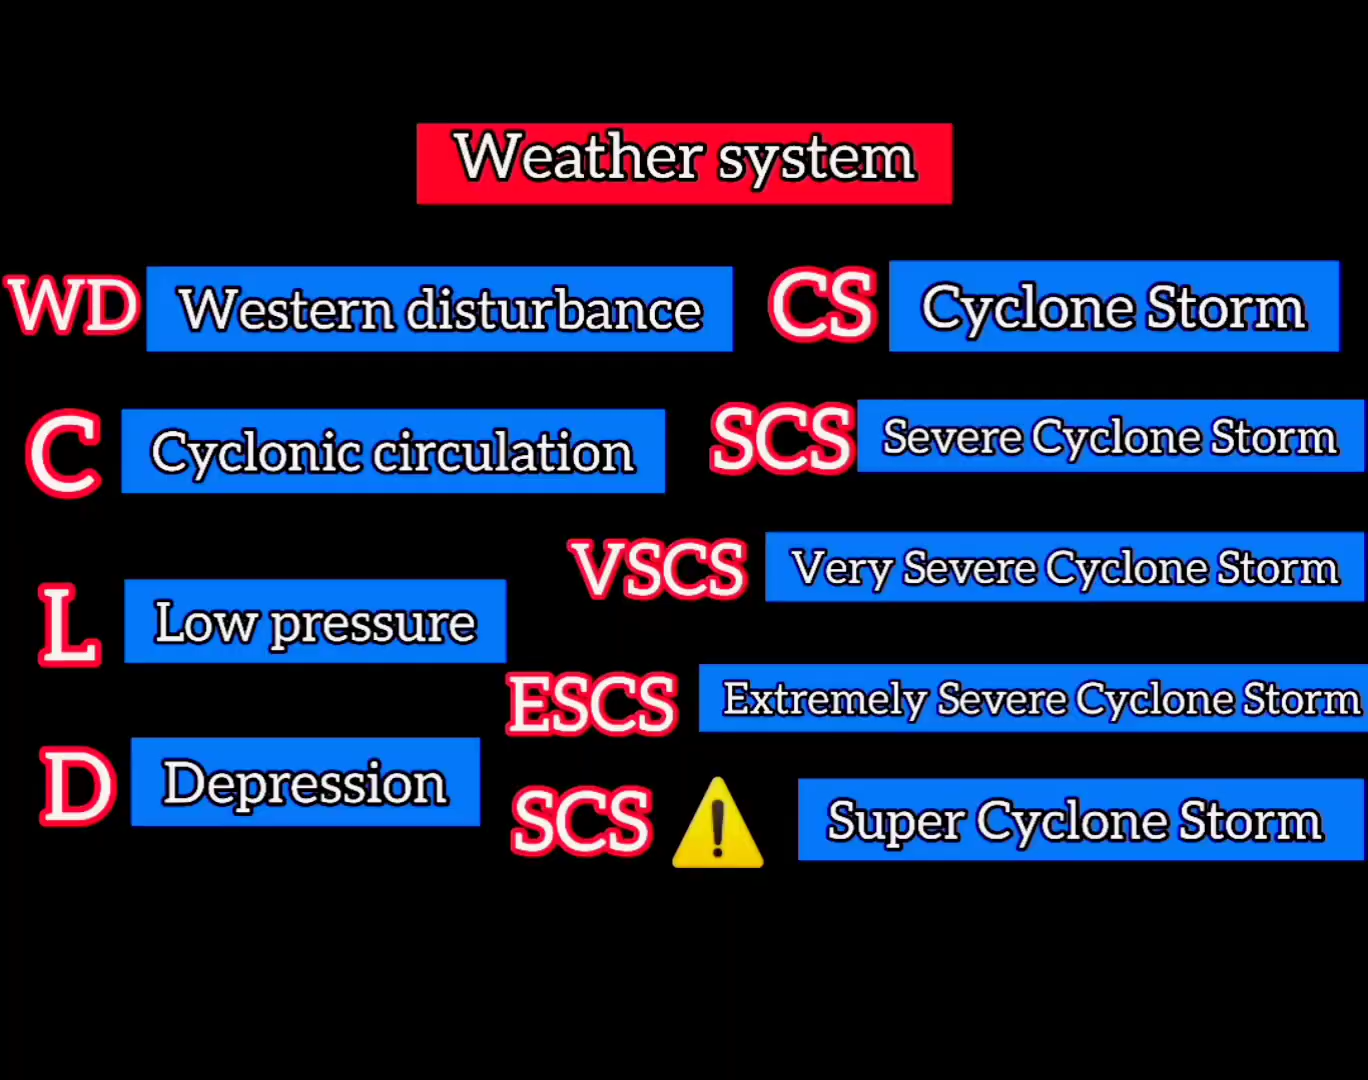 Weather system
WD Western disturbance
CS Cyclone Storm
C Cyclonic circulation
SCS Severe Cyclone Storm
VSCS Very Severe Cyclone Storm
L Low pressure
ESCS Extremely Severe Cyclone Storm
D Depression
SCS Super Cyclone Storm